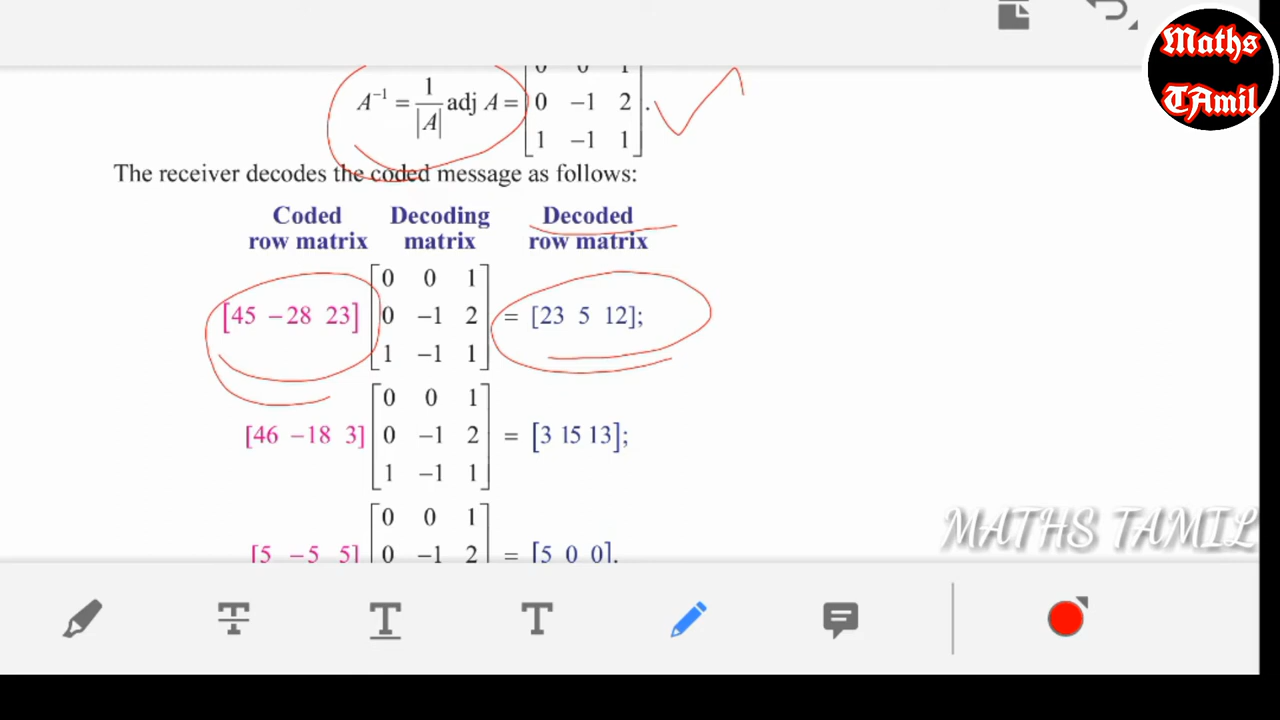 Maths
TAmil
A⁻¹ = 1/|A| adj A = [0 0 1; 0 −1 2; 1 −1 1].
The receiver decodes the coded message as follows:
Coded row matrix Decoding matrix Decoded row matrix
[45 −28 23] [0 0 1; 0 −1 2; 1 −1 1] = [23 5 12];
[46 −18 3] [0 0 1; 0 −1 2; 1 −1 1] = [3 15 13];
[5 −5 5] [0 0 1; 0 −1 2 = [5 0 0].
MATHS TAMIL
T T T